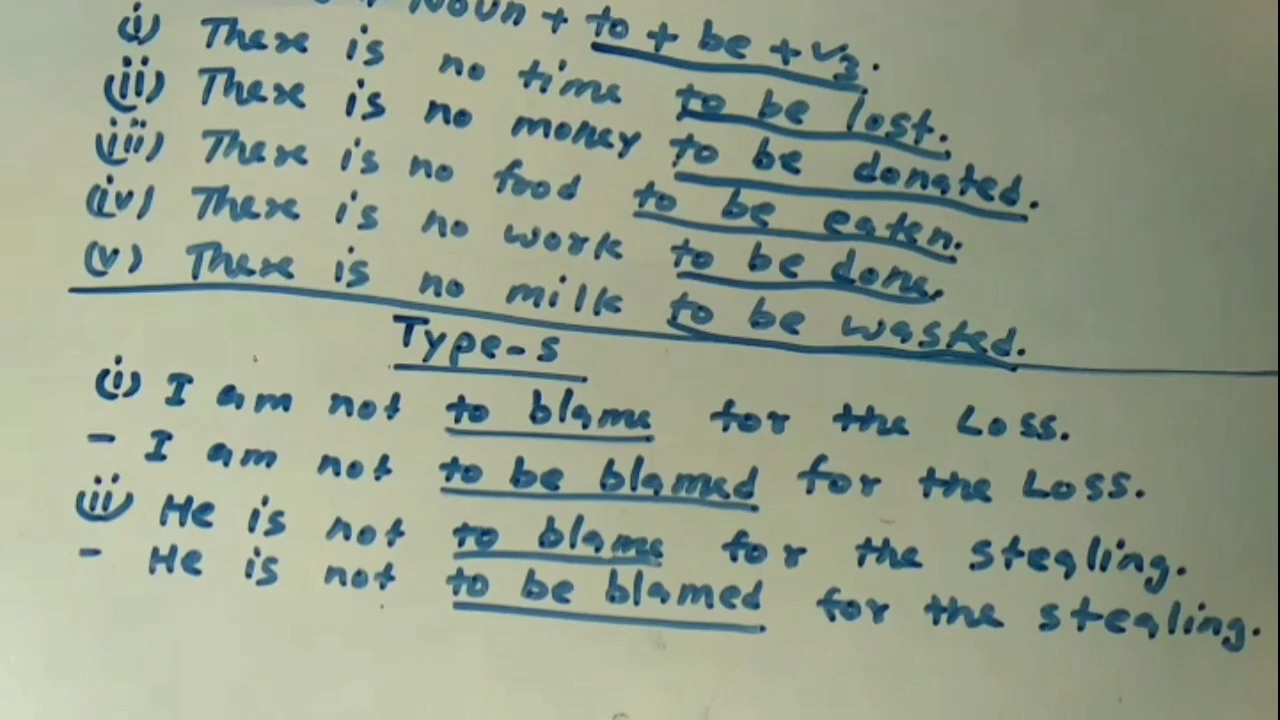 Noun + to + be + V3.
(i) There is no time to be lost.
(ii) There is no money to be donated.
(iii) There is no food to be eaten.
(iv) There is no work to be done.
(v) There is no milk to be wasted.
Type-5
(i) I am not to blame for the Loss.
- I am not to be blamed for the Loss.
(ii) He is not to blame for the stealing.
- He is not to be blamed for the stealing.